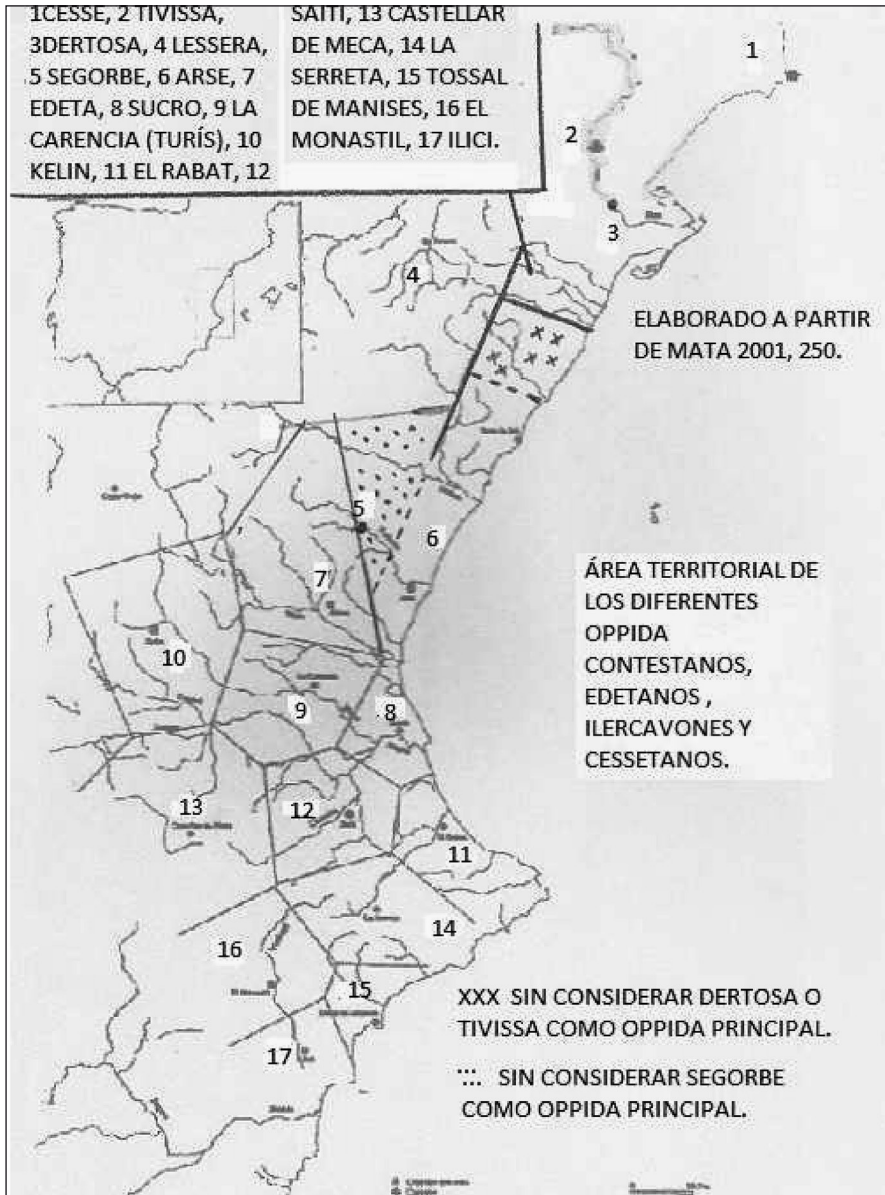 1CESSE, 2 TIVISSA,
3DERTOSA, 4 LESSERA,
5 SEGORBE, 6 ARSE, 7
EDETA, 8 SUCRO, 9 LA
CARENCIA (TURÍS), 10
KELIN, 11 EL RABAT, 12
SAITI, 13 CASTELLAR
DE MECA, 14 LA
SERRETA, 15 TOSSAL
DE MANISES, 16 EL
MONASTIL, 17 ILICI.
1
2
3
4
ELABORADO A PARTIR
DE MATA 2001, 250.
5
6
7
ÁREA TERRITORIAL DE
LOS DIFERENTES
OPPIDA
CONTESTANOS,
EDETANOS ,
ILERCAVONES Y
CESSETANOS.
10
9
8
13
12
11
14
16
15
17
XXX SIN CONSIDERAR DERTOSA O
TIVISSA COMO OPPIDA PRINCIPAL.
SIN CONSIDERAR SEGORBE
COMO OPPIDA PRINCIPAL.